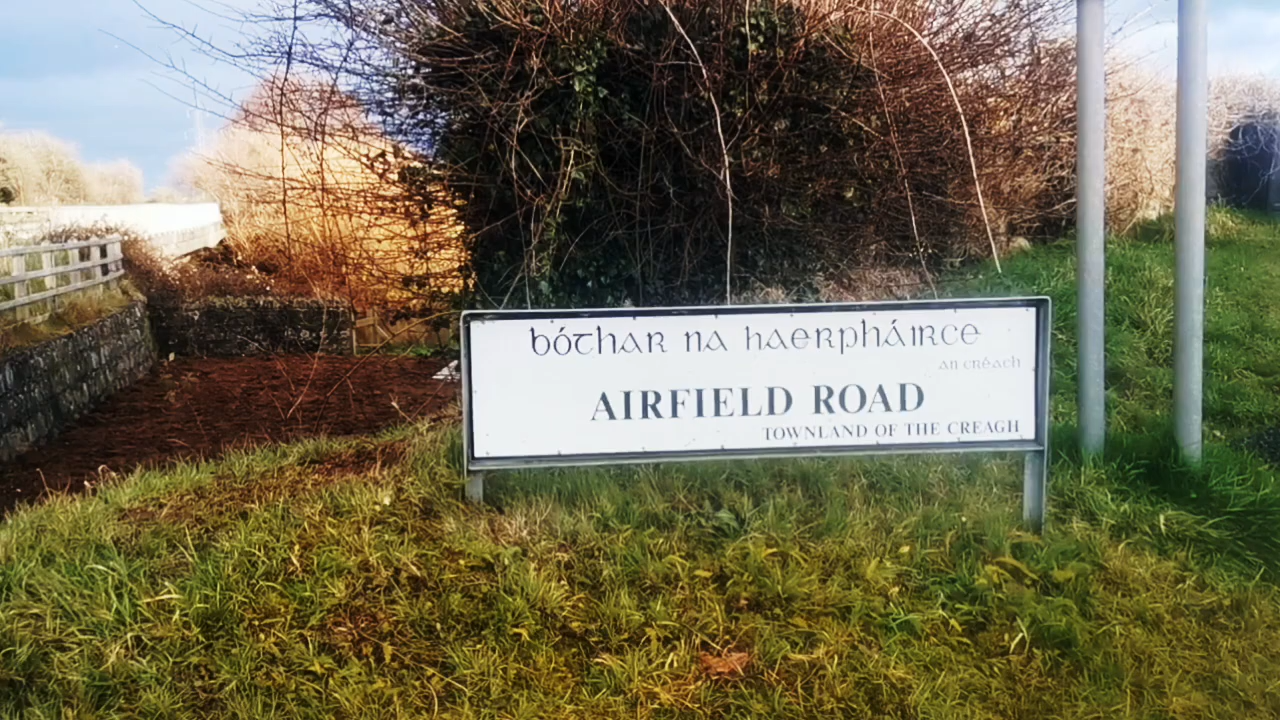 bóthar na haerpháirce
an créach
AIRFIELD ROAD
TOWNLAND OF THE CREAGH